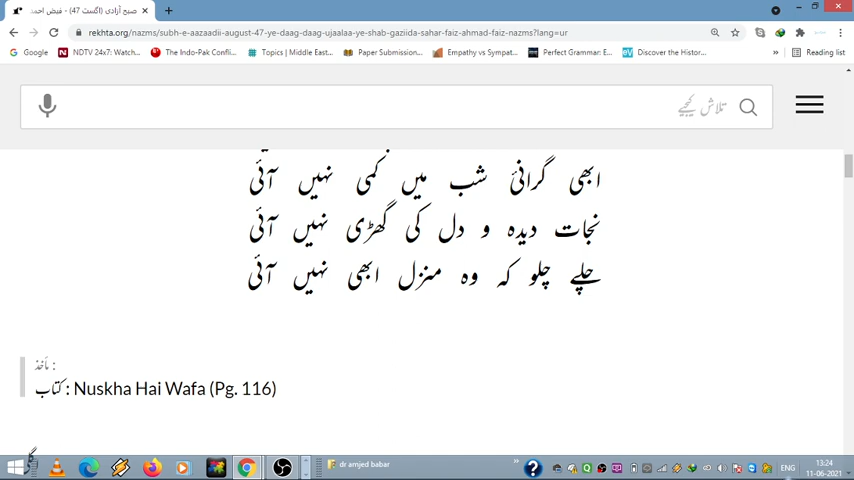 صبح آزادی (اگست 47) - فیض احمد
rekhta.org/nazms/subh-e-aazaadii-august-47-ye-daag-daag-ujaalaa-ye-shab-gaziida-sahar-faiz-ahmad-faiz-nazms?lang=ur
Google
NDTV 24x7: Watch...
The Indo-Pak Confli...
Topics | Middle East...
Paper Submission...
Empathy vs Sympat...
Perfect Grammar: E...
Discover the Histor...
Reading list
تلاش کیجیے
ابھی گرانئ شب میں کمی نہیں آئی
نجات دیدہ و دل کی گھڑی نہیں آئی
چلے چلو کہ وہ منزل ابھی نہیں آئی
مآخذ :
کتاب : Nuskha Hai Wafa (Pg. 116)
dr amjed babar
ENG
13:24
11-06-2021